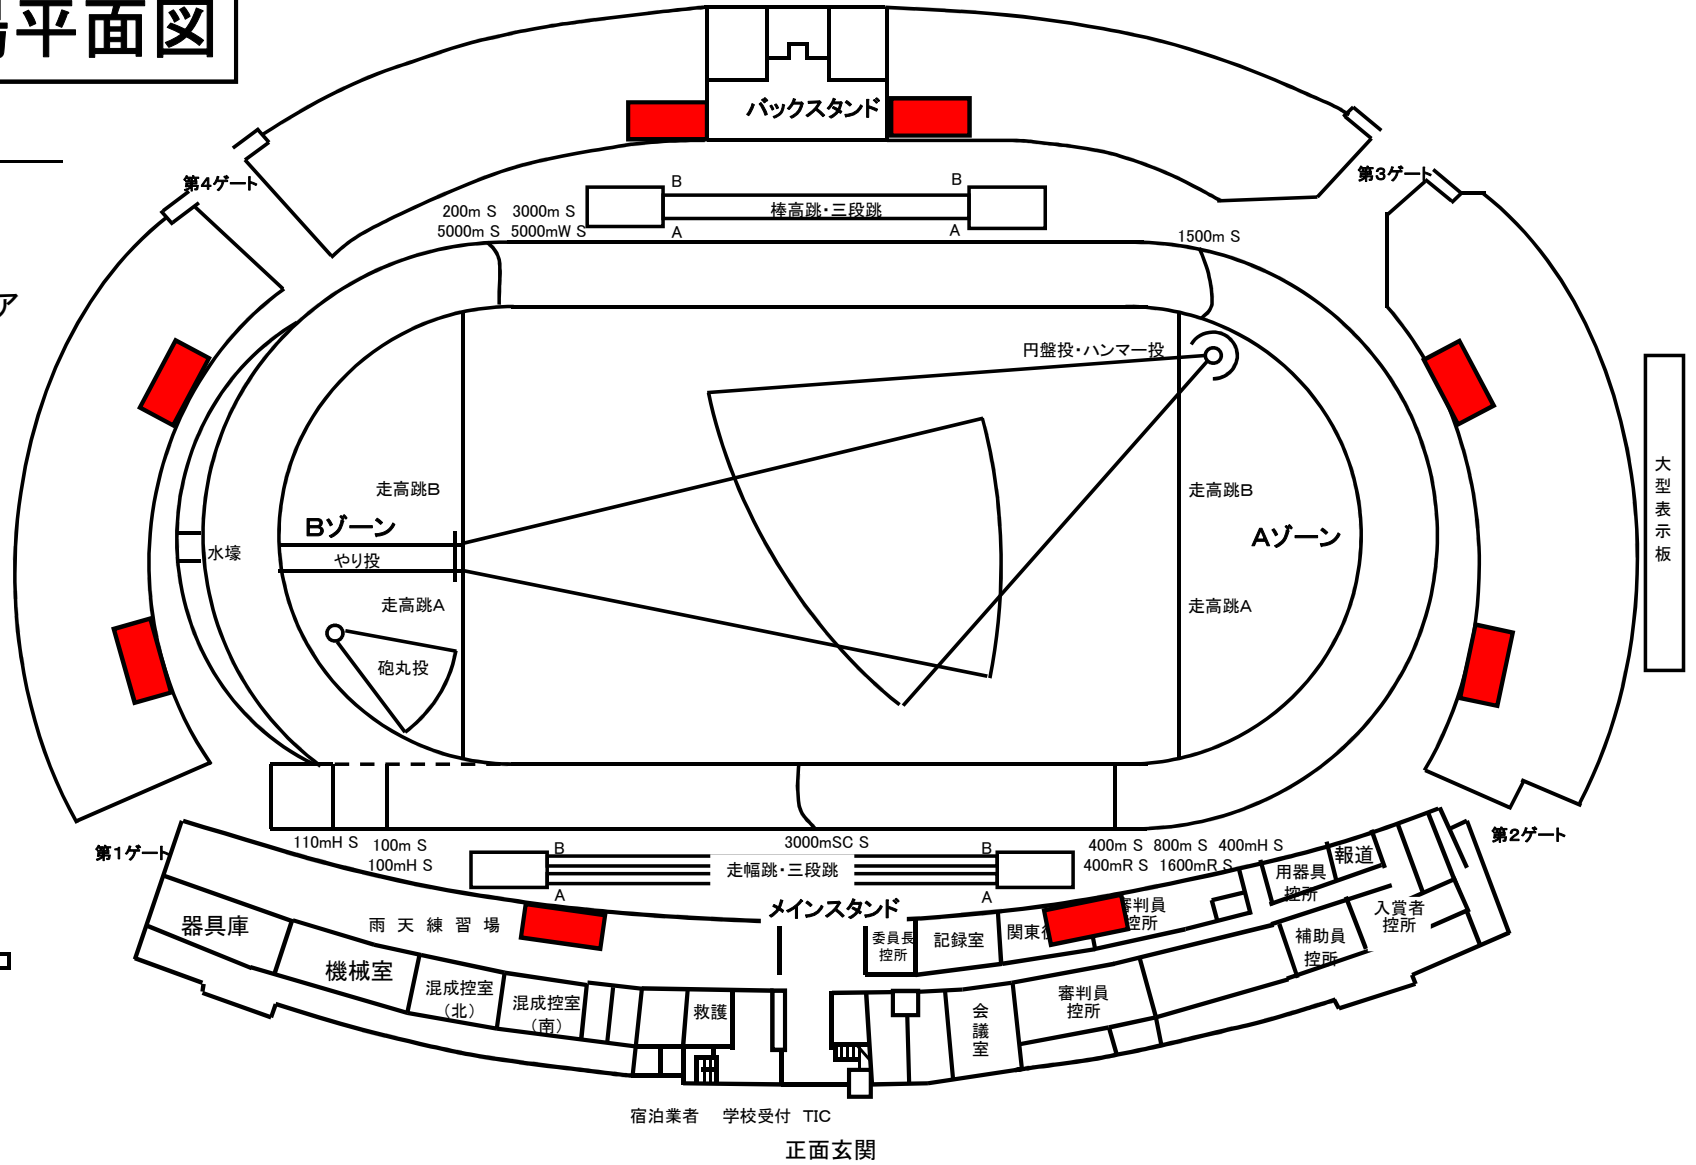 場平面図
バックスタンド
第4ゲート
第3ゲート
B
B
棒高跳・三段跳
A
A
200m S 3000m S
5000m S 5000mW S
1500m S
ア
円盤投・ハンマー投
大型表示板
走高跳B
走高跳B
Bゾーン
Aゾーン
水壕
やり投
走高跳A
走高跳A
砲丸投
110mH S
100m S
100mH S
3000mSC S
400m S 800m S 400mH S
400mR S 1600mR S
第1ゲート
第2ゲート
B
B
走幅跳・三段跳
A
A
メインスタンド
報道
用器具
控所
入賞者
控所
補助員
控所
審判員
控所
関東
記録室
委員長
控所
器具庫
雨天練習場
機械室
混成控室
（北）
混成控室
（南）
救護
会議室
審判員
控所
宿泊業者 学校受付 TIC
正面玄関